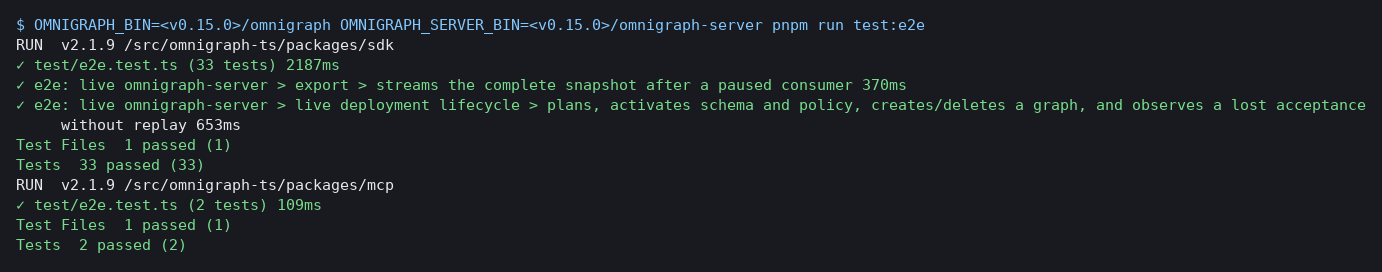 $ OMNIGRAPH_BIN=<v0.15.0>/omnigraph OMNIGRAPH_SERVER_BIN=<v0.15.0>/omnigraph-server pnpm run test:e2e
RUN  v2.1.9 /src/omnigraph-ts/packages/sdk
✓ test/e2e.test.ts (33 tests) 2187ms
✓ e2e: live omnigraph-server > export > streams the complete snapshot after a paused consumer 370ms
✓ e2e: live omnigraph-server > live deployment lifecycle > plans, activates schema and policy, creates/deletes a graph, and observes a lost acceptance
     without replay 653ms
Test Files  1 passed (1)
Tests  33 passed (33)
RUN  v2.1.9 /src/omnigraph-ts/packages/mcp
✓ test/e2e.test.ts (2 tests) 109ms
Test Files  1 passed (1)
Tests  2 passed (2)